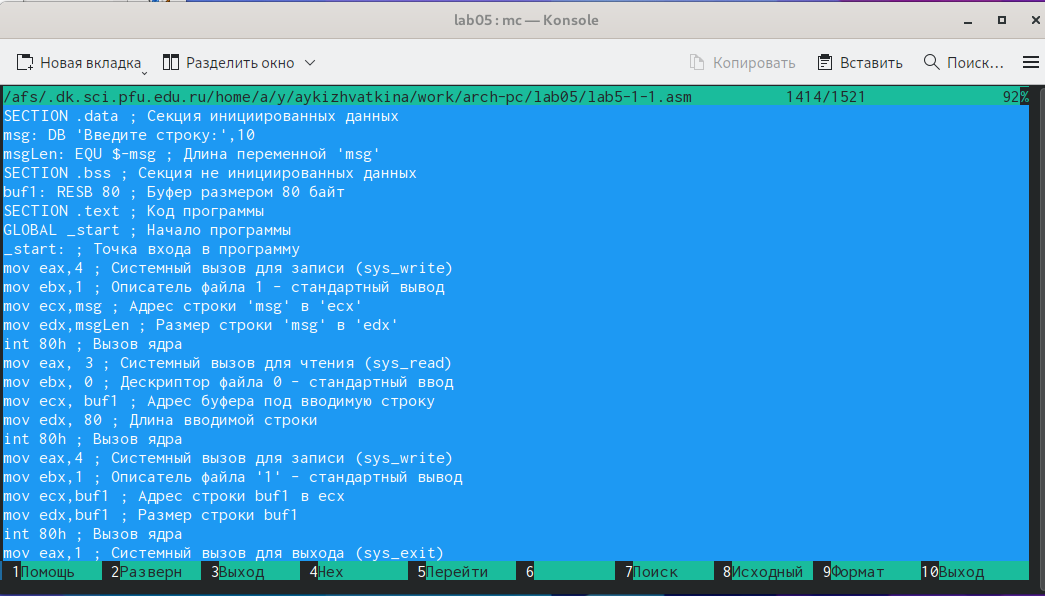 lab05 : mc — Konsole
Новая вкладка Разделить окно Копировать Вставить Поиск...
/afs/.dk.sci.pfu.edu.ru/home/a/y/aykizhvatkina/work/arch-pc/lab05/lab5-1-1.asm 1414/1521 92%
SECTION .data ; Секция инициированных данных
msg: DB 'Введите строку:',10
msgLen: EQU $-msg ; Длина переменной 'msg'
SECTION .bss ; Секция не инициированных данных
buf1: RESB 80 ; Буфер размером 80 байт
SECTION .text ; Код программы
GLOBAL _start ; Начало программы
_start: ; Точка входа в программу
mov eax,4 ; Системный вызов для записи (sys_write)
mov ebx,1 ; Описатель файла 1 - стандартный вывод
mov ecx,msg ; Адрес строки 'msg' в 'ecx'
mov edx,msgLen ; Размер строки 'msg' в 'edx'
int 80h ; Вызов ядра
mov eax, 3 ; Системный вызов для чтения (sys_read)
mov ebx, 0 ; Дескриптор файла 0 - стандартный ввод
mov ecx, buf1 ; Адрес буфера под вводимую строку
mov edx, 80 ; Длина вводимой строки
int 80h ; Вызов ядра
mov eax,4 ; Системный вызов для записи (sys_write)
mov ebx,1 ; Описатель файла '1' - стандартный вывод
mov ecx,buf1 ; Адрес строки buf1 в ecx
mov edx,buf1 ; Размер строки buf1
int 80h ; Вызов ядра
mov eax,1 ; Системный вызов для выхода (sys_exit)
1Помощь 2Разверн 3Выход 4Hex 5Перейти 6 7Поиск 8Исходный 9Формат 10Выход